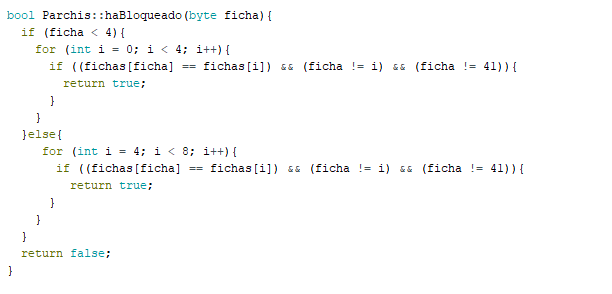 bool Parchis::haBloqueado(byte ficha){
  if (ficha < 4){
    for (int i = 0; i < 4; i++){
      if ((fichas[ficha] == fichas[i]) && (ficha != i) && (ficha != 41)){
        return true;
      }
    }
  }else{
     for (int i = 4; i < 8; i++){
       if ((fichas[ficha] == fichas[i]) && (ficha != i) && (ficha != 41)){
         return true;
      }
    }
  }
  return false;
}